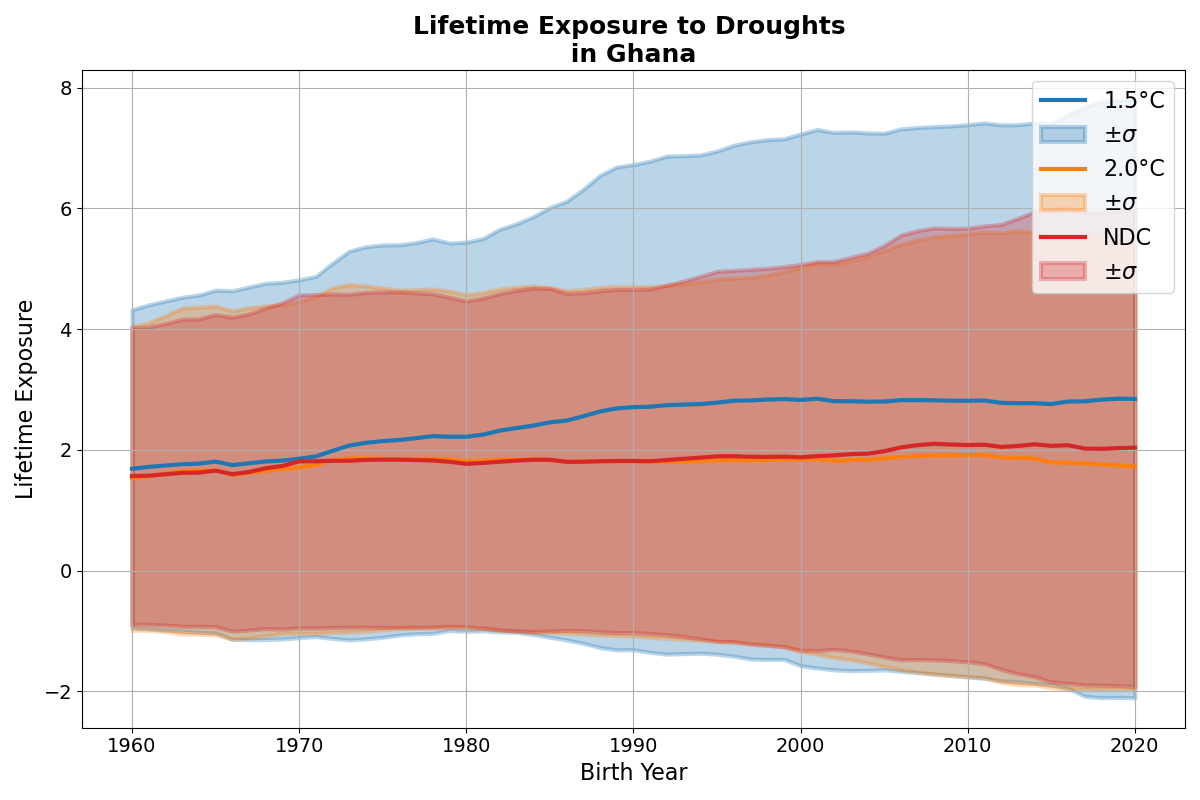 Lifetime Exposure to Droughts
in Ghana
8
6
4
2
0
−2
Lifetime Exposure
1960
1970
1980
1990
2000
2010
2020
Birth Year
1.5°C
±σ
2.0°C
±σ
NDC
±σ